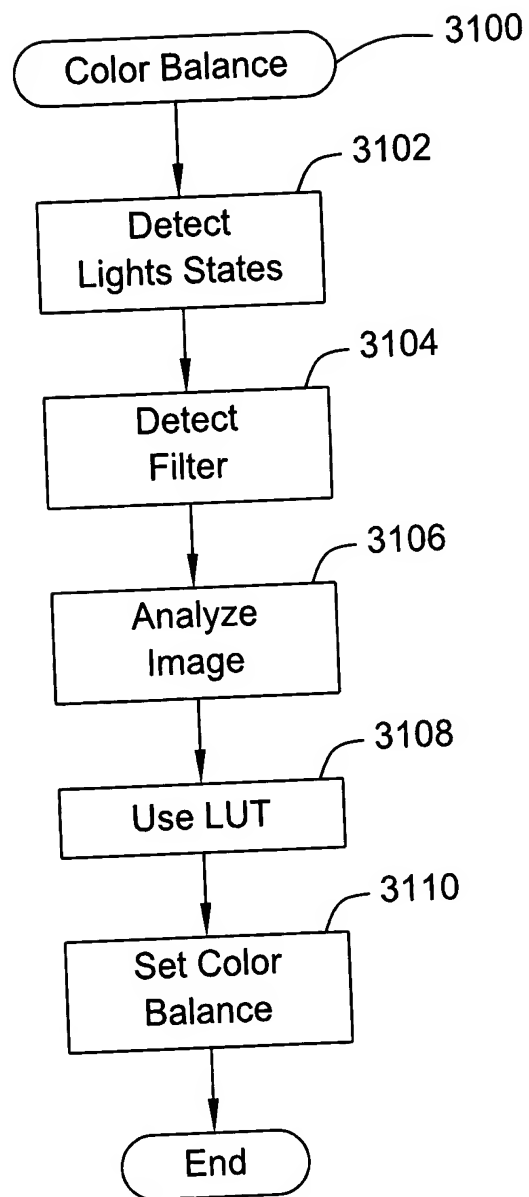 3100
Color Balance
3102
Detect
Lights States
3104
Detect
Filter
3106
Analyze
Image
3108
Use LUT
3110
Set Color
Balance
End